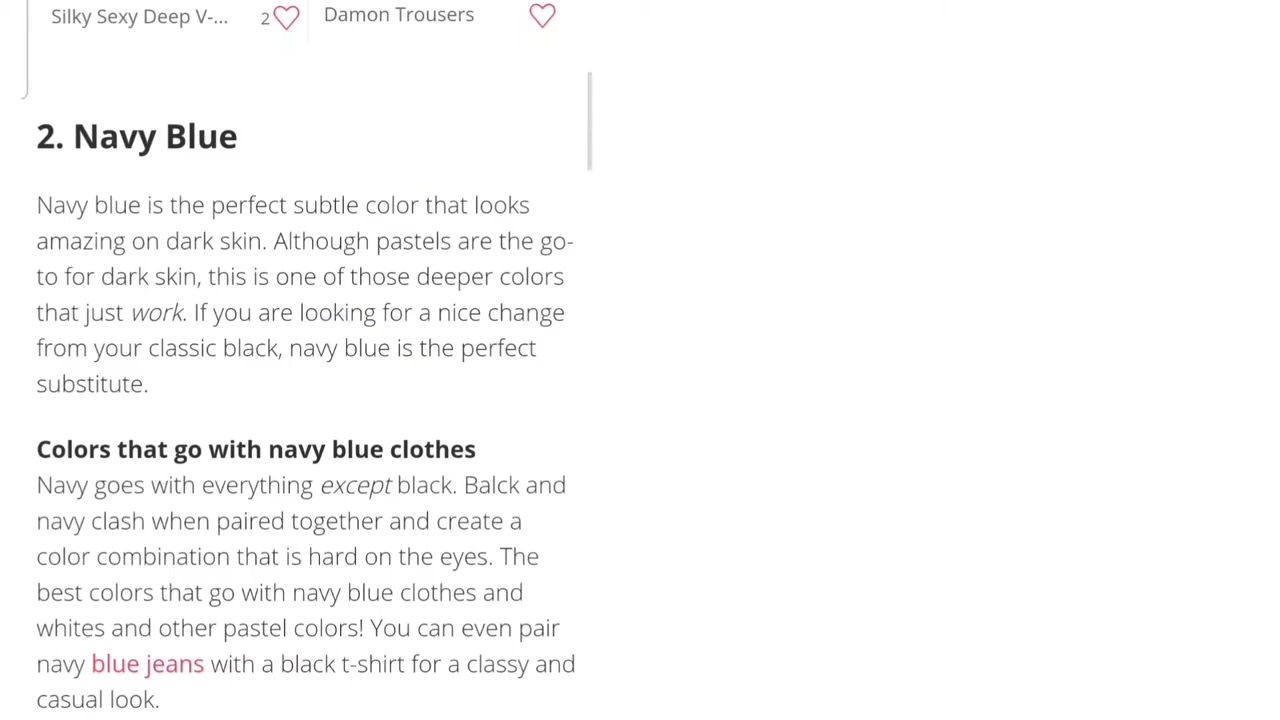 Silky Sexy Deep V-... 2 Damon Trousers
2. Navy Blue
Navy blue is the perfect subtle color that looks
amazing on dark skin. Although pastels are the go-
to for dark skin, this is one of those deeper colors
that just work. If you are looking for a nice change
from your classic black, navy blue is the perfect
substitute.
Colors that go with navy blue clothes
Navy goes with everything except black. Balck and
navy clash when paired together and create a
color combination that is hard on the eyes. The
best colors that go with navy blue clothes and
whites and other pastel colors! You can even pair
navy blue jeans with a black t-shirt for a classy and
casual look.